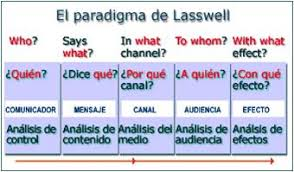 El paradigma de Lasswell
Who? Says what? In what channel? To whom? With what effect?
¿Quién? ¿Dice qué? ¿Por qué canal? ¿A quién? ¿Con qué efecto?
COMUNICADOR MENSAJE CANAL AUDIENCIA EFECTO
Análisis de control Análisis de contenido Análisis del medio Análisis de audiencia Análisis de efectos